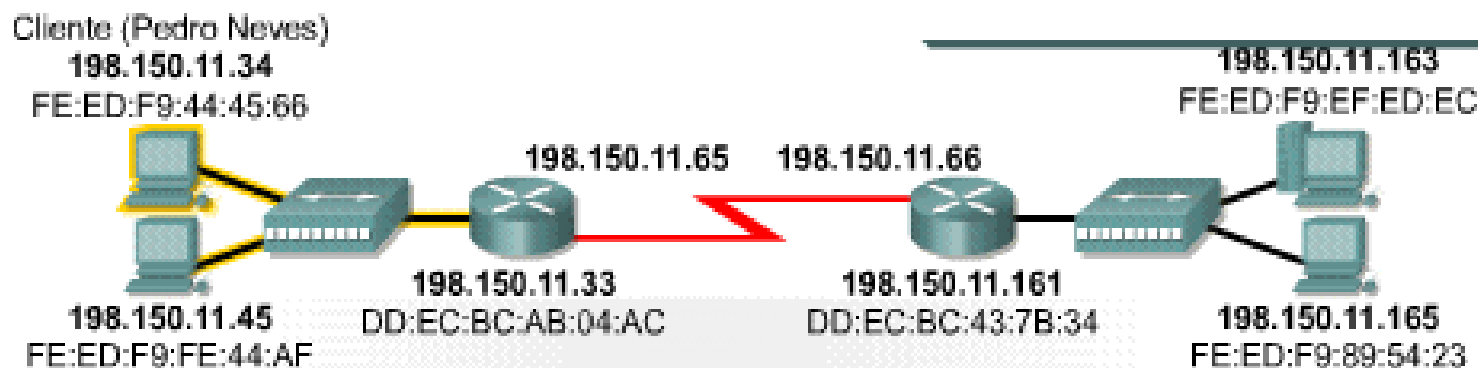 Cliente (Pedro Neves)
198.150.11.34
FE:ED:F9:44:45:66
198.150.11.163
FE:ED:F9:EF:ED:EC
198.150.11.65
198.150.11.66
198.150.11.33
DD:EC:BC:AB:04:AC
198.150.11.161
DD:EC:BC:43:7B:34
198.150.11.45
FE:ED:F9:FE:44:AF
198.150.11.165
FE:ED:F9:89:54:23